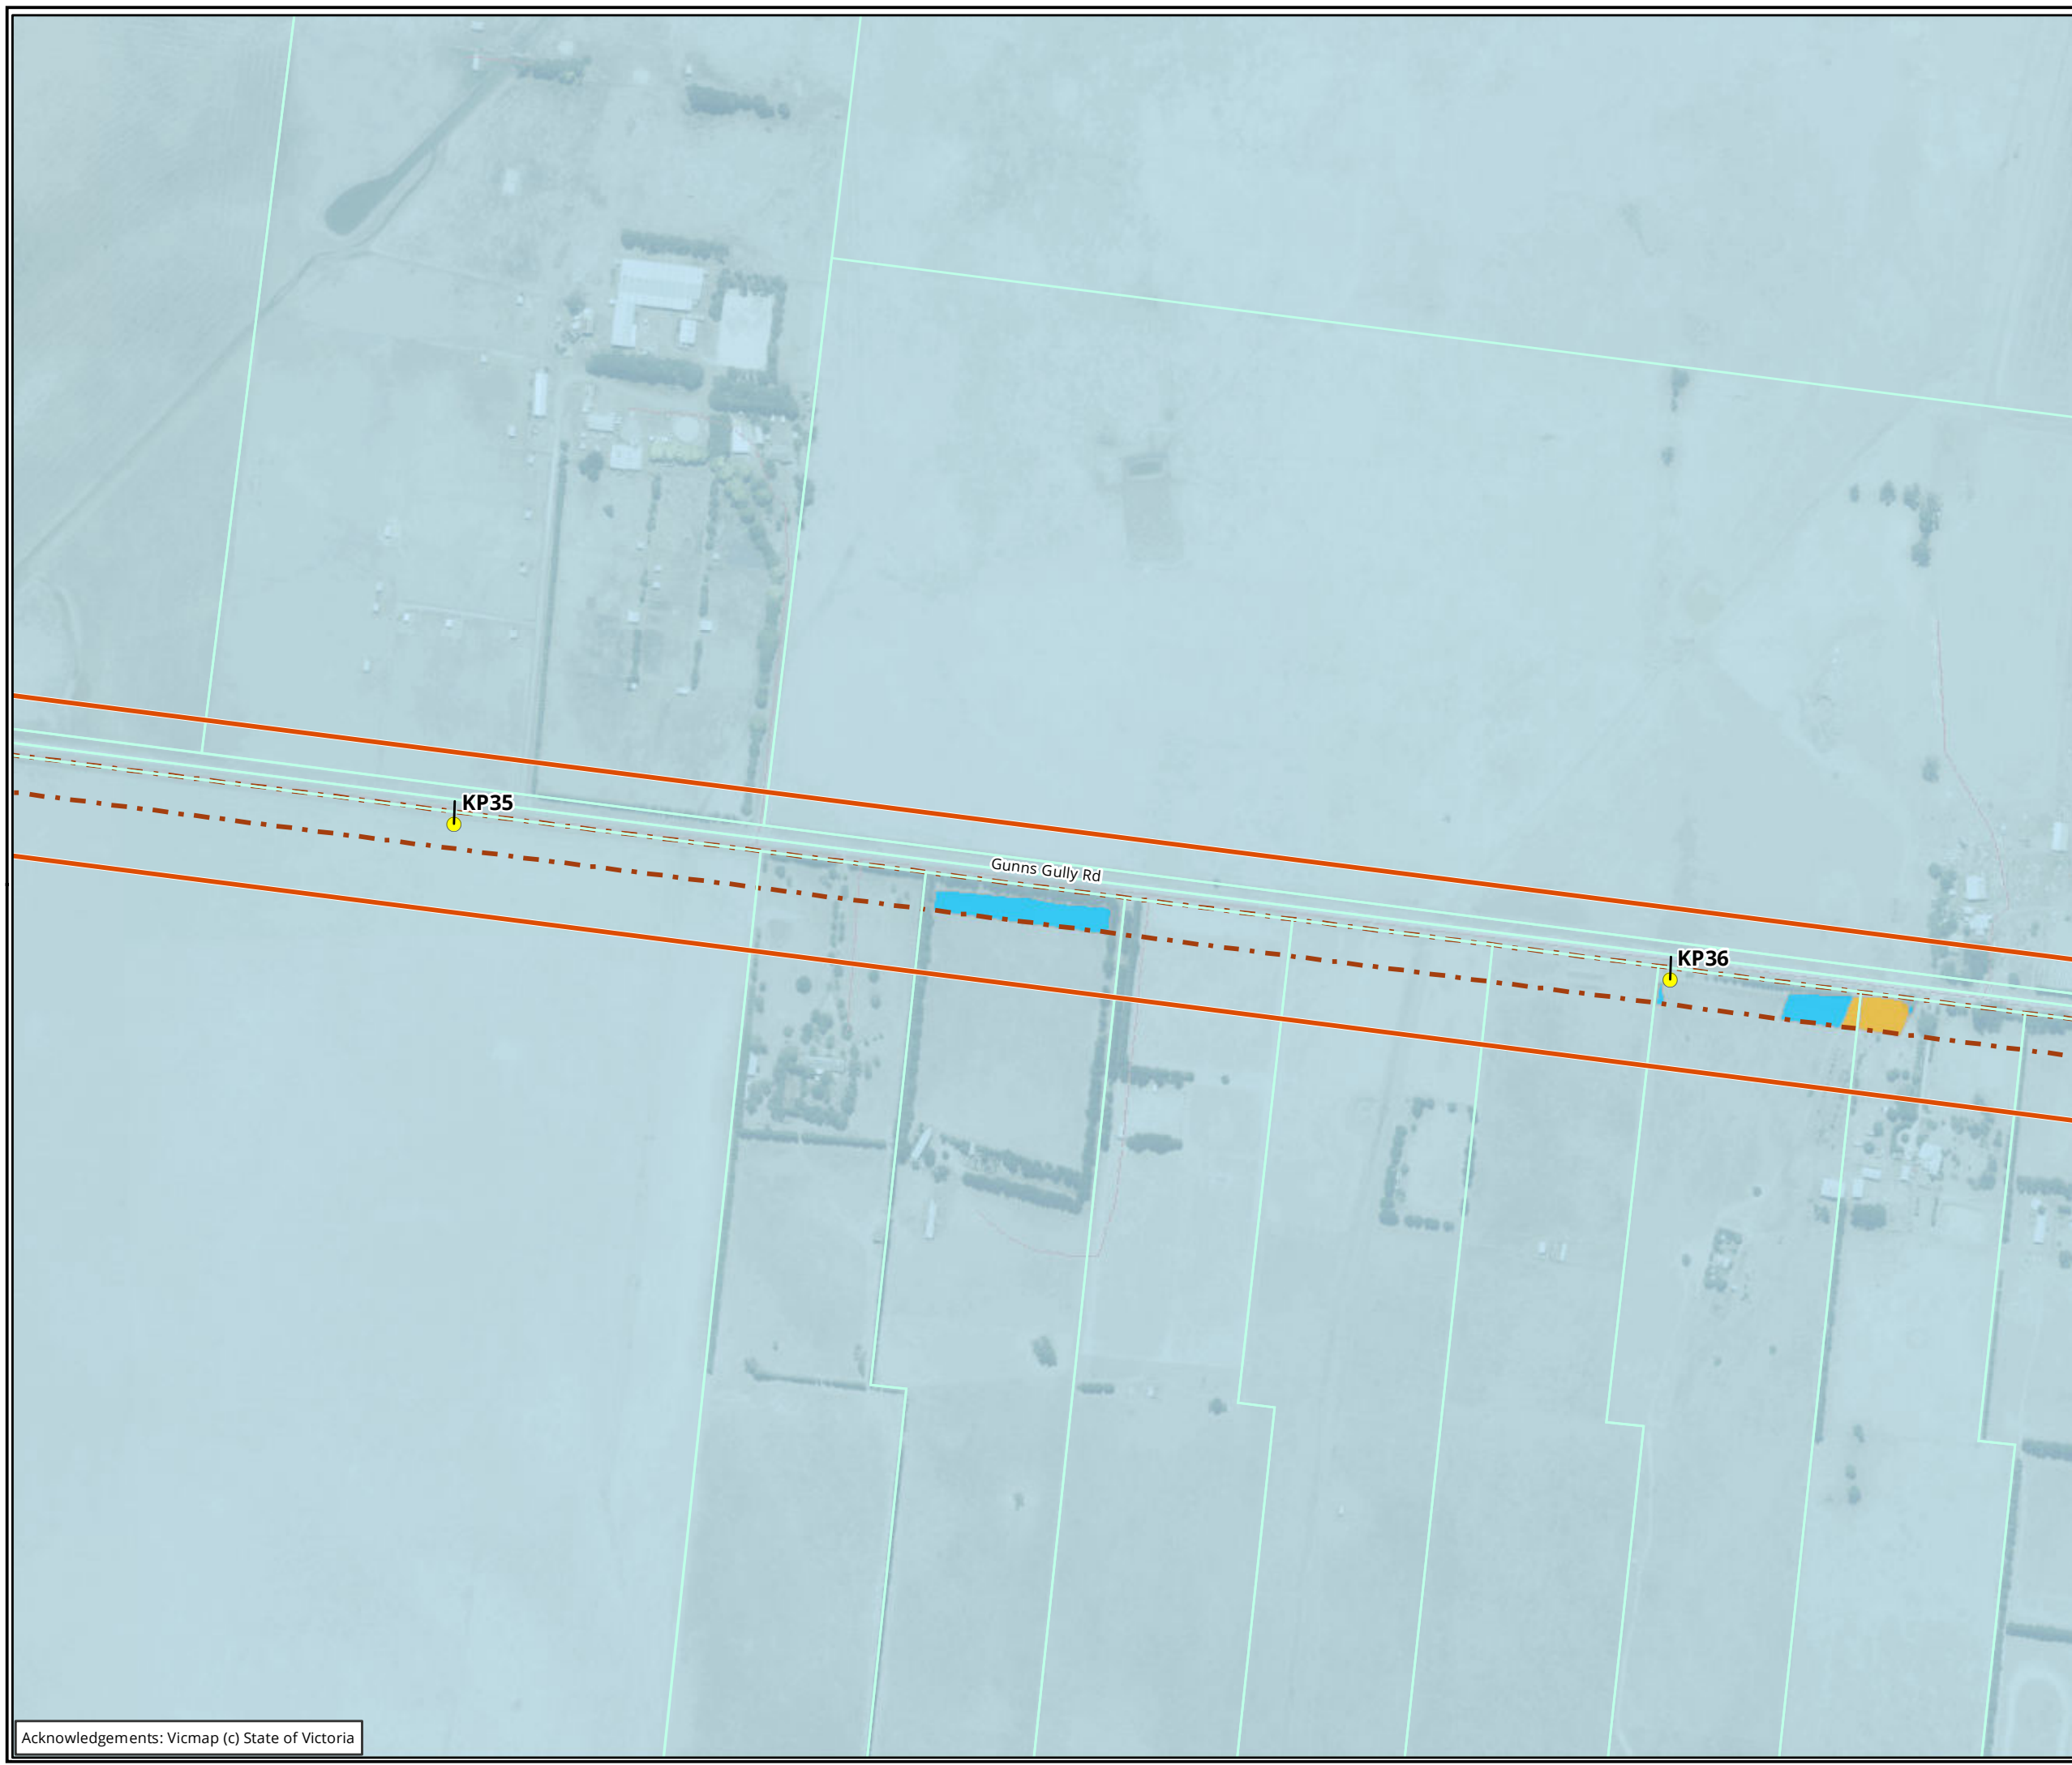 KP35
Gunns Gully Rd
KP36
Acknowledgements: Vicmap (c) State of Victoria